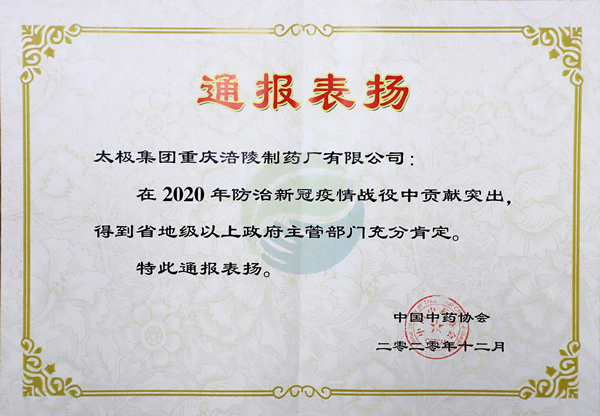 通报表扬
太极集团重庆涪陵制药厂有限公司：
在2020年防治新冠疫情战役中贡献突出，
得到省地级以上政府主管部门充分肯定。
特此通报表扬。
中国中药协会
二零二零年十二月